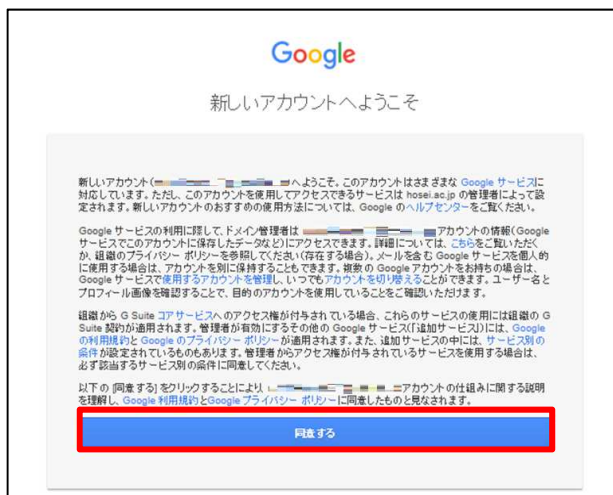 Google
新しいアカウントへようこそ
新しいアカウント(へようこそ。このアカウントはさまざまな Google サービスに
対応しています。ただし、このアカウントを使用してアクセスできるサービスは hosei.ac.jp の管理者によって設
定されます。新しいアカウントのおすすめの使用方法については、Google のヘルプセンターをご覧ください。
Google サービスの利用に際して、ドメイン管理者はアカウントの情報(Google
サービスでこのアカウントに保存したデータなど)にアクセスできます。詳細については、こちらをご覧いただく
か、組織のプライバシー ポリシーを参照してください(存在する場合)。メールを含む Google サービスを個人的
に使用する場合は、アカウントを別に保持することもできます。複数の Google アカウントをお持ちの場合は、
Google サービスで使用するアカウントを管理し、いつでもアカウントを切り替えることができます。ユーザー名と
プロフィール画像を確認することで、目的のアカウントを使用していることをご確認いただけます。
組織から G Suite コアサービスへのアクセス権が付与されている場合、これらのサービスの使用には組織の G
Suite 契約が適用されます。管理者が有効にするその他の Google サービス(「追加サービス」)には、Google
の利用規約と Google のプライバシー ポリシーが適用されます。また、追加サービスの中には、サービス別の
条件が設定されているものもあります。管理者からアクセス権が付与されているサービスを使用する場合は、
必ず該当するサービス別の条件に同意してください。
以下の [同意する] をクリックすることにより、アカウントの仕組みに関する説明
を理解し、Google 利用規約とGoogle プライバシー ポリシーに同意したものと見なされます。
同意する